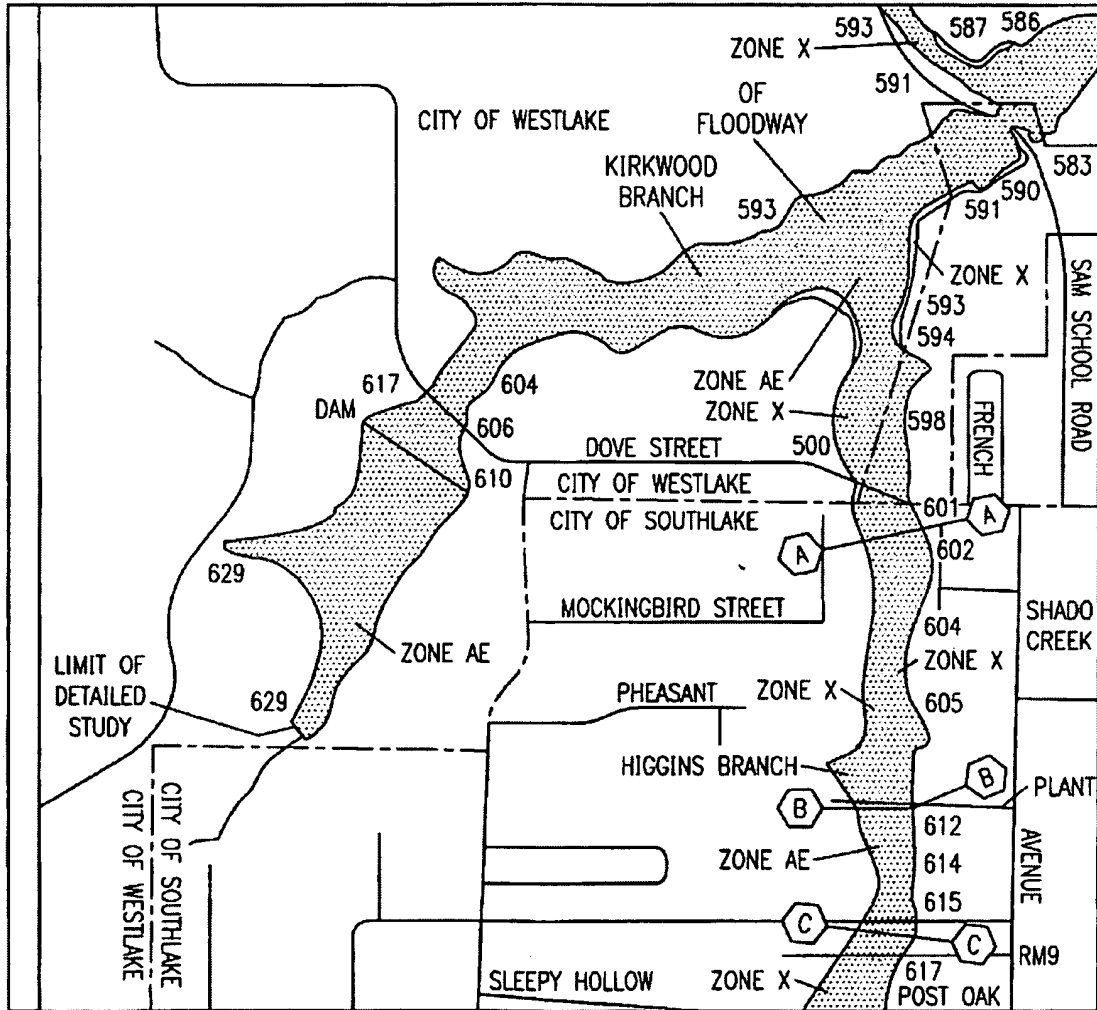 593
587
586
ZONE X
591
OF
FLOODWAY
CITY OF WESTLAKE
KIRKWOOD
BRANCH
593
583
590
591
ZONE X
593
594
SAM SCHOOL ROAD
ZONE AE
ZONE X
598
FRENCH
617
604
DAM
606
610
DOVE STREET
500
CITY OF WESTLAKE
CITY OF SOUTHLAKE
601
A
A
602
629
MOCKINGBIRD STREET
604
SHADO
CREEK
ZONE AE
ZONE X
LIMIT OF
DETAILED
STUDY
629
PHEASANT
ZONE X
605
HIGGINS BRANCH
B
B
PLANT
612
CITY OF SOUTHLAKE
CITY OF WESTLAKE
ZONE AE
614
AVENUE
615
C
C
RM9
SLEEPY HOLLOW
ZONE X
617
POST OAK